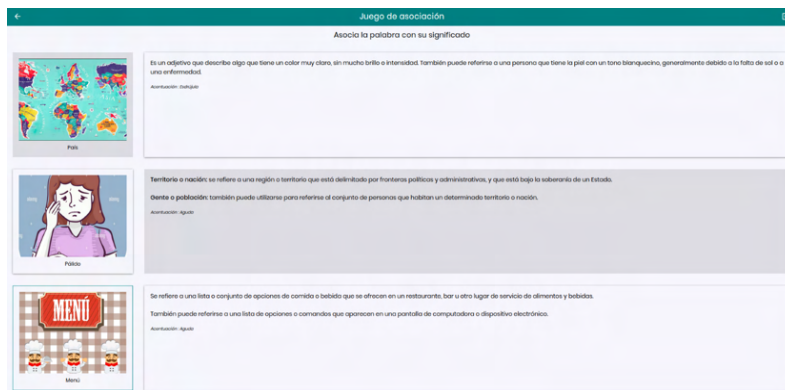 Juego de asociación
Asocia la palabra con su significado
Es un adjetivo que describe algo que tiene un color muy claro, sin mucho brillo o intensidad. También puede referirse a una persona que tiene la piel con un tono blanquecino, generalmente debido a la falta de sol o a
una enfermedad.
Acentuación: Esdrújula
País
Territorio o nación: se refiere a una región o territorio que está delimitado por fronteras políticas y administrativas, y que está bajo la soberanía de un Estado.
Gente o población: también puede utilizarse para referirse al conjunto de personas que habitan un determinado territorio o nación.
Acentuación: Aguda
Pálido
Se refiere a una lista o conjunto de opciones de comida o bebida que se ofrecen en un restaurante, bar u otro lugar de servicio de alimentos y bebidas.
También puede referirse a una lista de opciones o comandos que aparecen en una pantalla de computadora o dispositivo electrónico.
Acentuación: Aguda
MENÚ
Menú